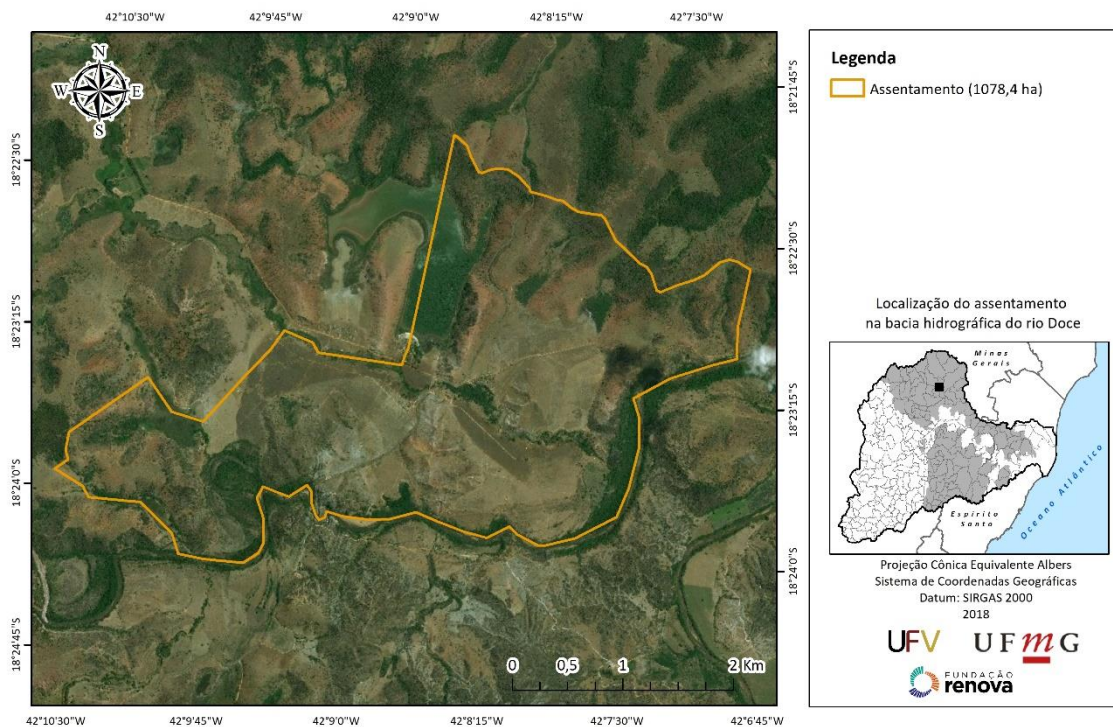 42°10'30"W 42°9'45"W 42°9'0"W 42°8'15"W 42°7'30"W
N
W E
S
18°22'30"S
18°23'15"S
18°24'0"S
18°24'45"S
18°21'45"S
18°22'30"S
18°23'15"S
18°24'0"S
0 0,5 1 2 Km
42°10'30"W 42°9'45"W 42°9'0"W 42°8'15"W 42°7'30"W 42°6'45"W
Legenda
Assentamento (1078,4 ha)
Localização do assentamento
na bacia hidrográfica do rio Doce
Minas
Gerais
Espírito
Santo
Oceano Atlântico
Projeção Cônica Equivalente Albers
Sistema de Coordenadas Geográficas
Datum: SIRGAS 2000
2018
UFV UFmG
FUNDAÇÃO
renova